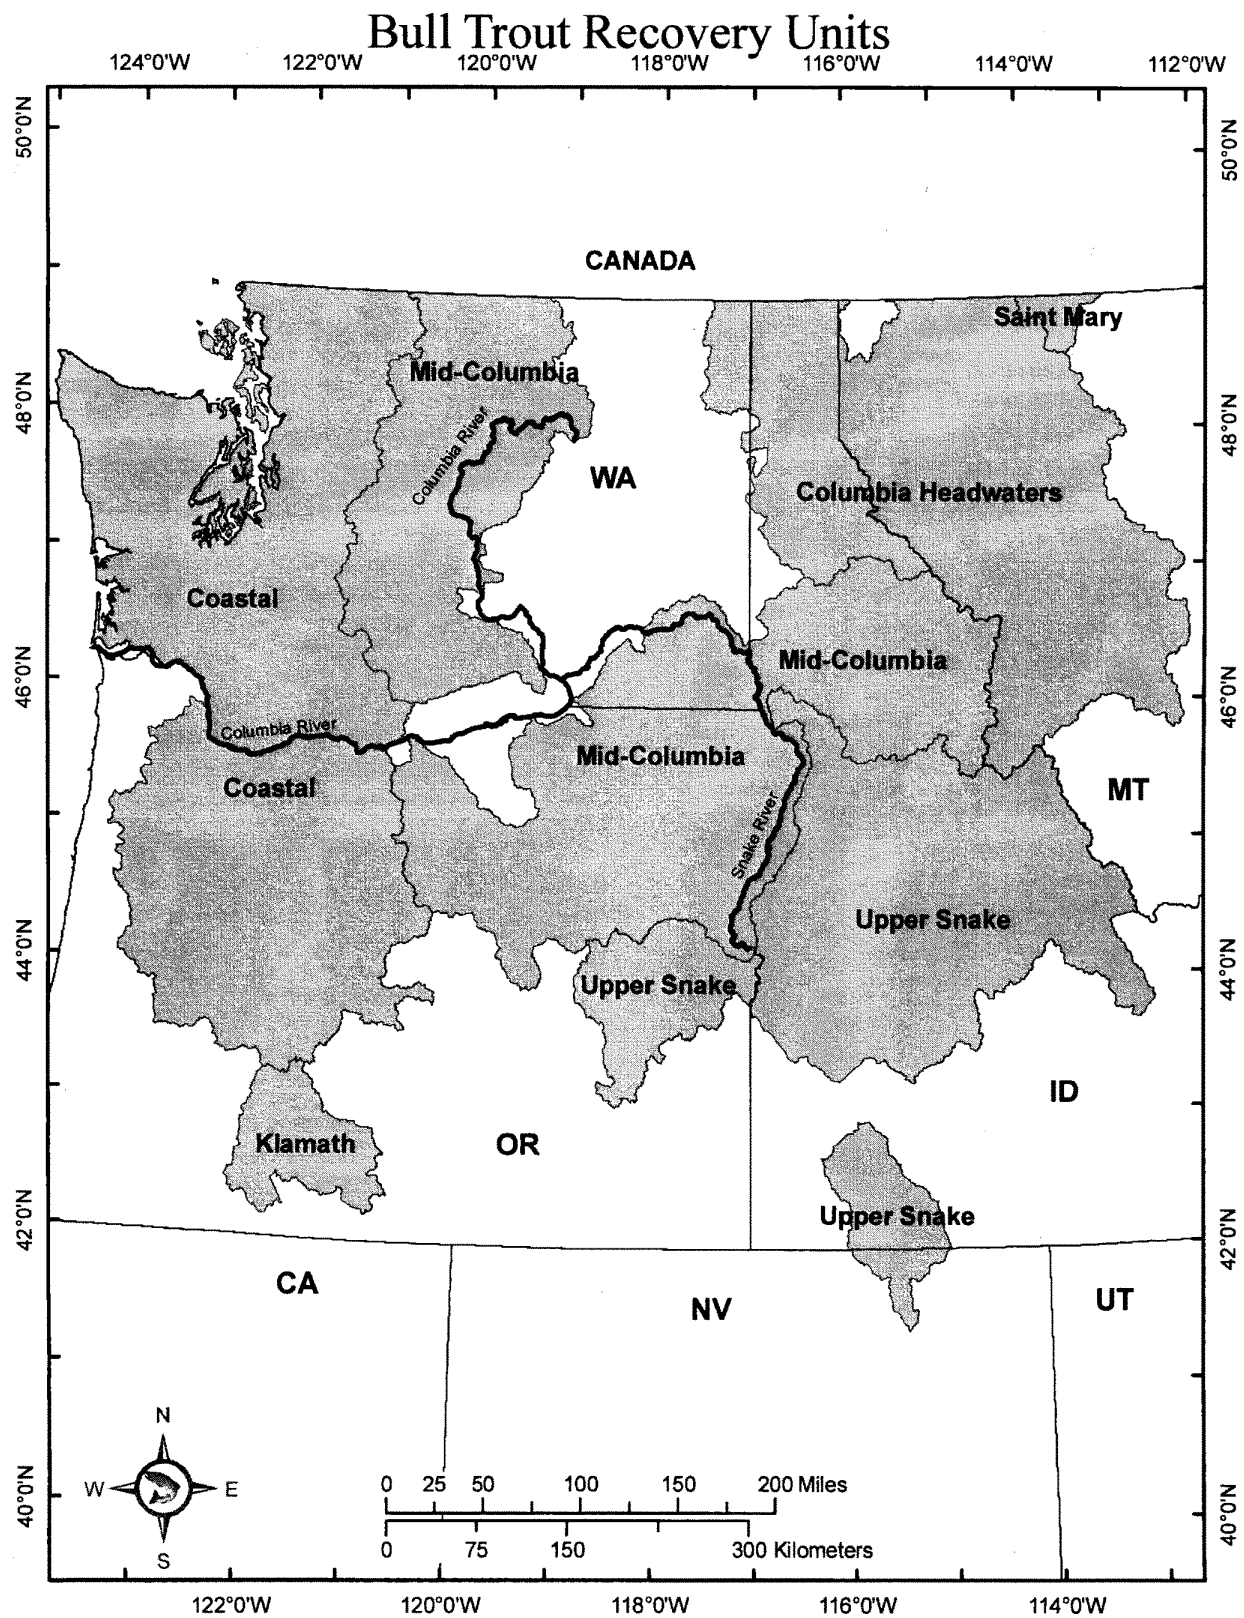 Bull Trout Recovery Units
124°0'W 122°0'W 120°0'W 118°0'W 116°0'W 114°0'W 112°0'W
50°0'N
50°0'N
CANADA
Saint Mary
Mid-Columbia
48°0'N
48°0'N
Columbia River
WA
Columbia Headwaters
Coastal
Mid-Columbia
46°0'N
46°0'N
Columbia River
Mid-Columbia
Coastal
MT
Snake River
Upper Snake
44°0'N
44°0'N
Upper Snake
ID
Klamath
OR
Upper Snake
42°0'N
42°0'N
CA
NV
UT
N
W
E
S
0 25 50 100 150 200 Miles
0 75 150 300 Kilometers
40°0'N
40°0'N
122°0'W 120°0'W 118°0'W 116°0'W 114°0'W